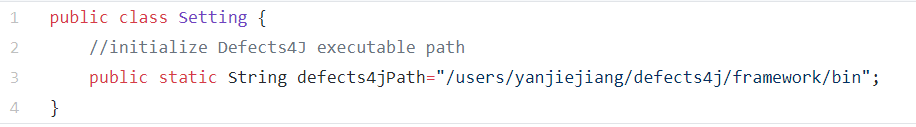 1 public class Setting {
2     //initialize Defects4J executable path
3     public static String defects4jPath="/users/yanjiejiang/defects4j/framework/bin";
4 }